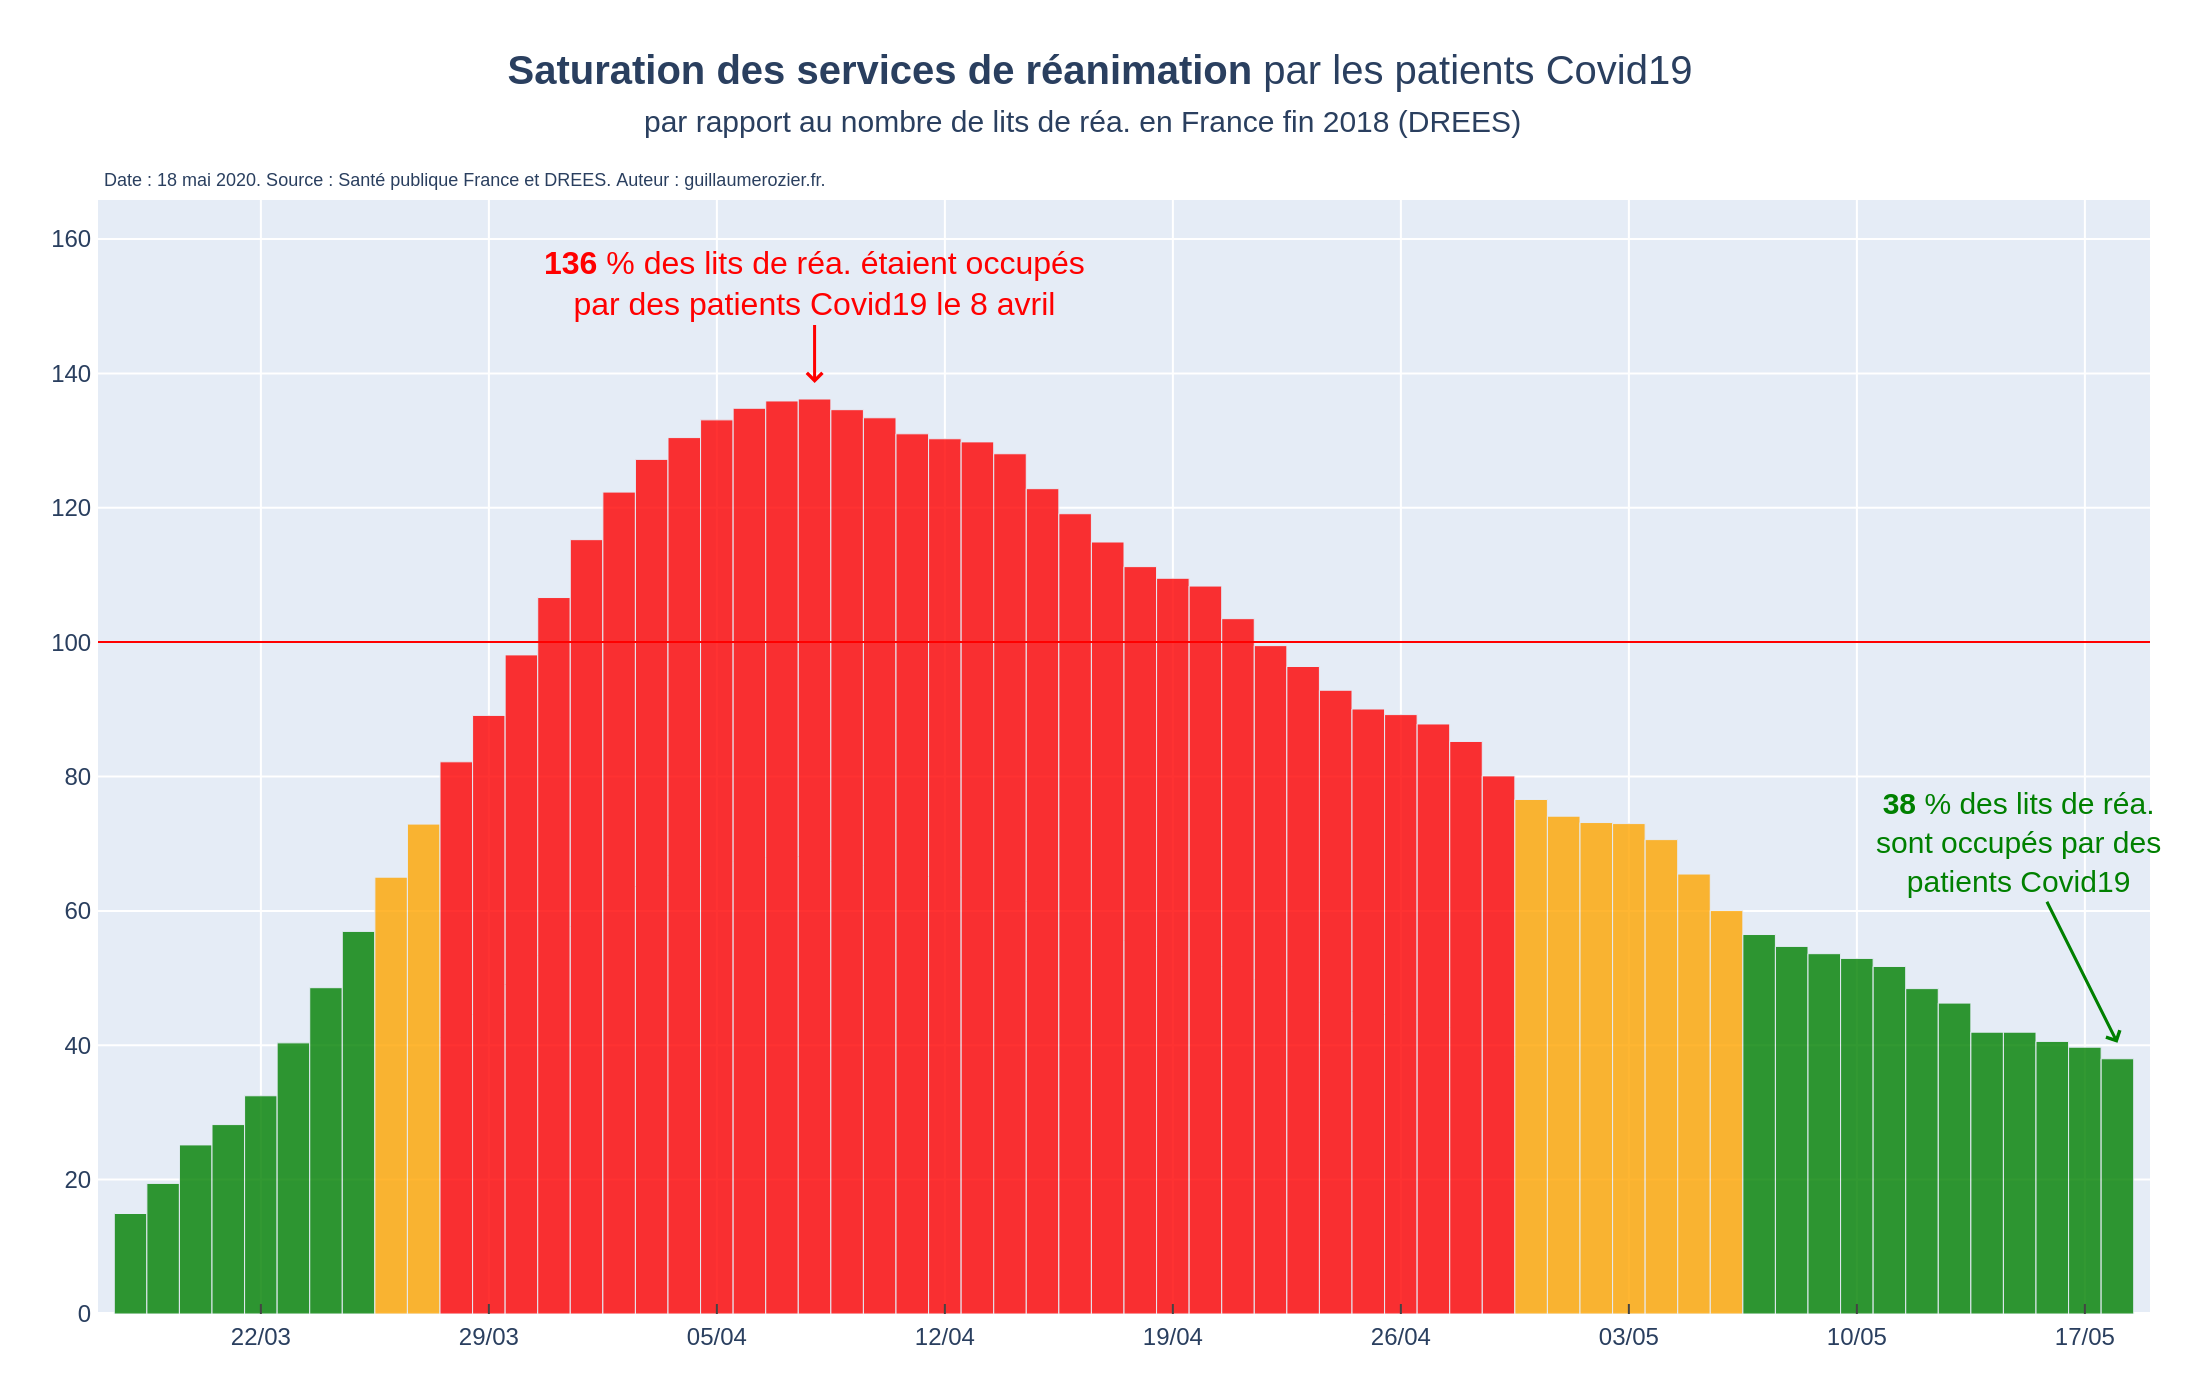 Saturation des services de réanimation par les patients Covid19
par rapport au nombre de lits de réa. en France fin 2018 (DREES)
Date : 18 mai 2020. Source : Santé publique France et DREES. Auteur : guillaumerozier.fr.
160
136 % des lits de réa. étaient occupés
par des patients Covid19 le 8 avril
140
120
100
80
38 % des lits de réa.
sont occupés par des
patients Covid19
60
40
20
0
22/03 29/03 05/04 12/04 19/04 26/04 03/05 10/05 17/05